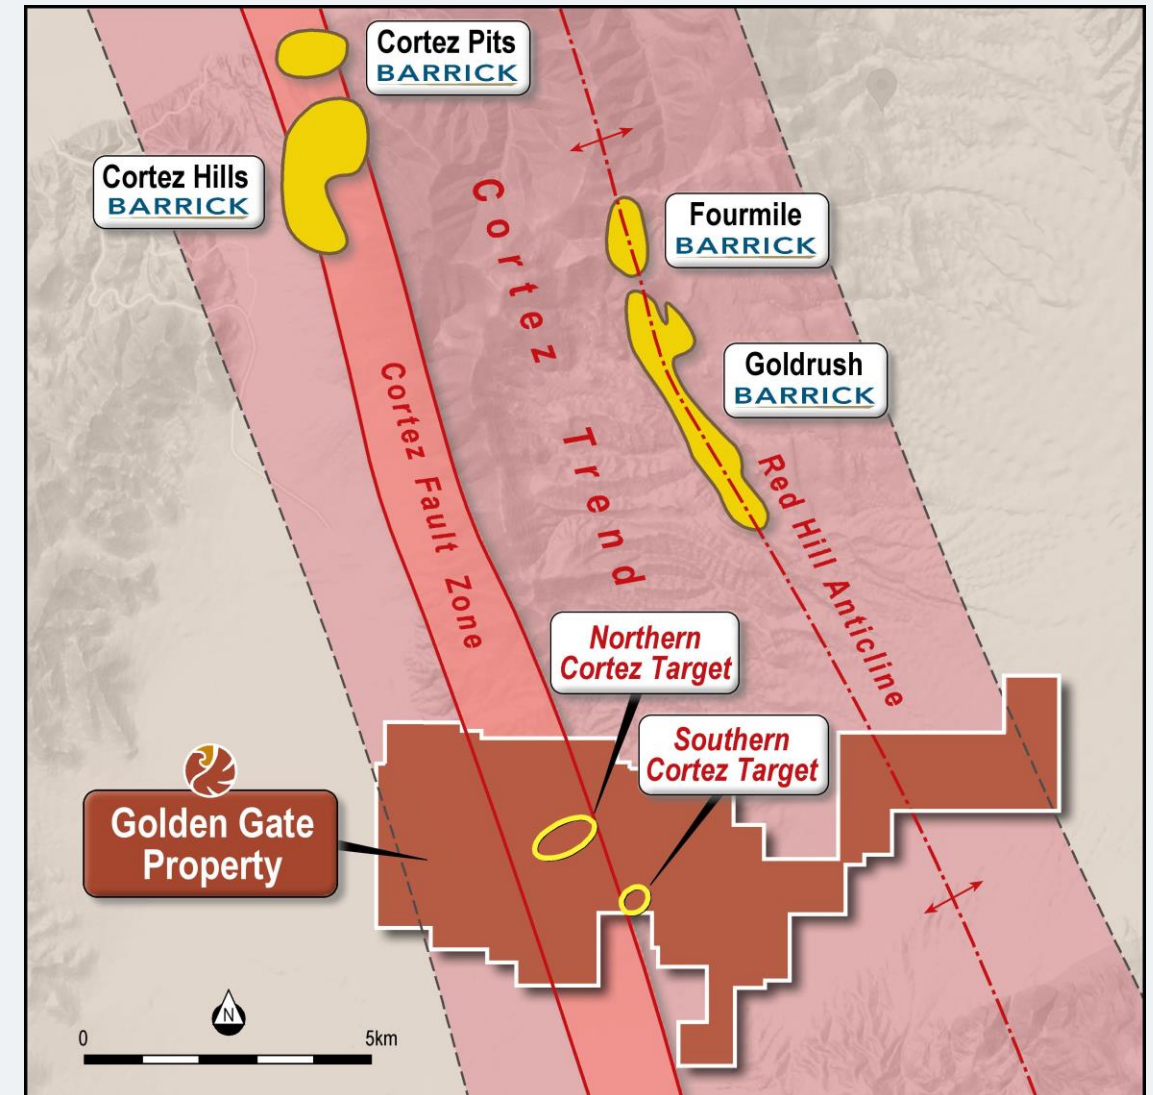 Cortez Pits
BARRICK
Cortez Hills
BARRICK
Fourmile
BARRICK
Goldrush
BARRICK
Cortez Trend
Cortez Fault Zone
Red Hill Anticline
Northern
Cortez Target
Southern
Cortez Target
Golden Gate
Property
N
0 5km